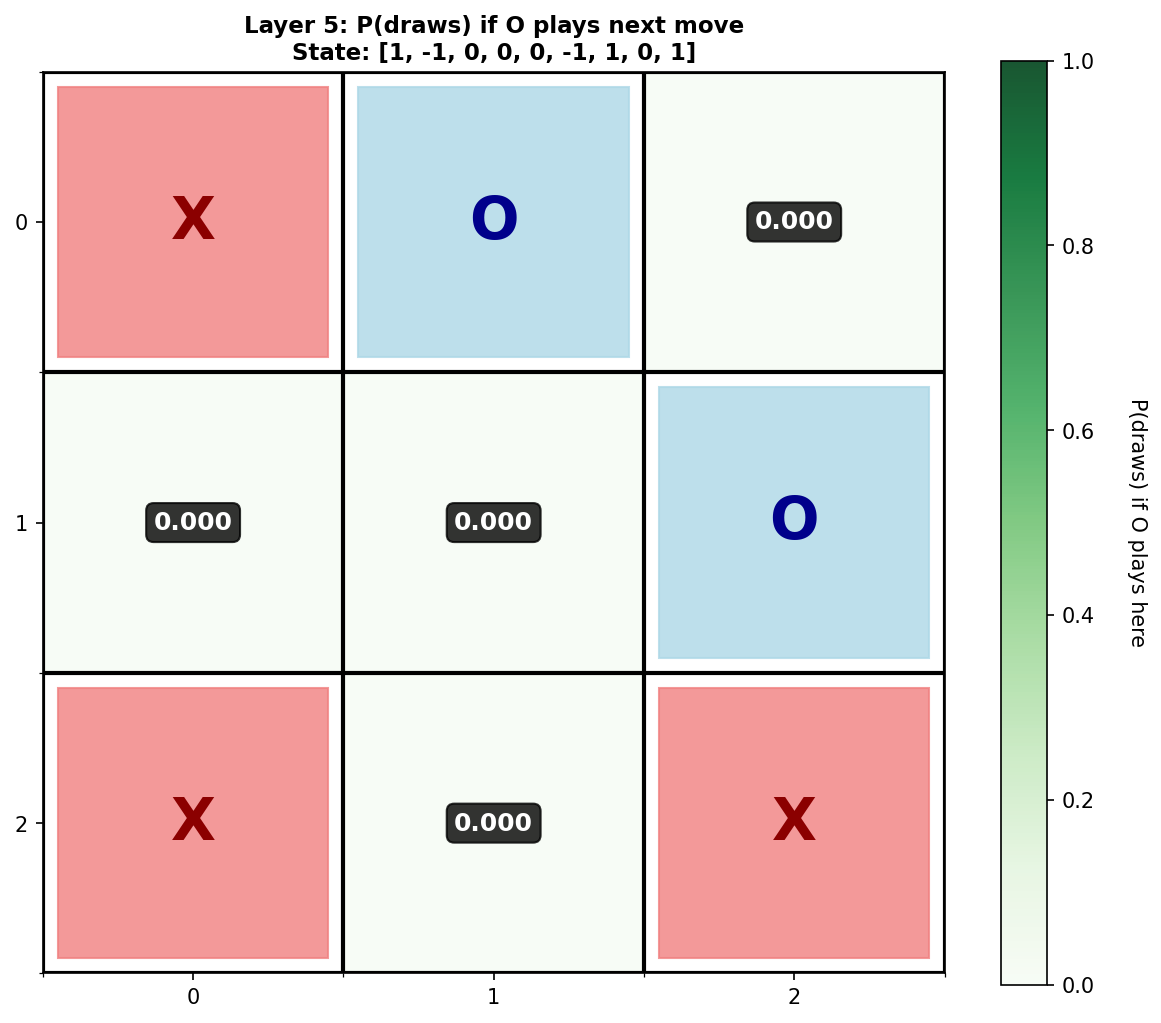 Layer 5: P(draws) if O plays next move
State: [1, -1, 0, 0, 0, -1, 1, 0, 1]
X
O
0.000
0.000
0.000
O
X
0.000
X
0
1
2
0
1
2
1.0
0.8
0.6
0.4
0.2
0.0
P(draws) if O plays here